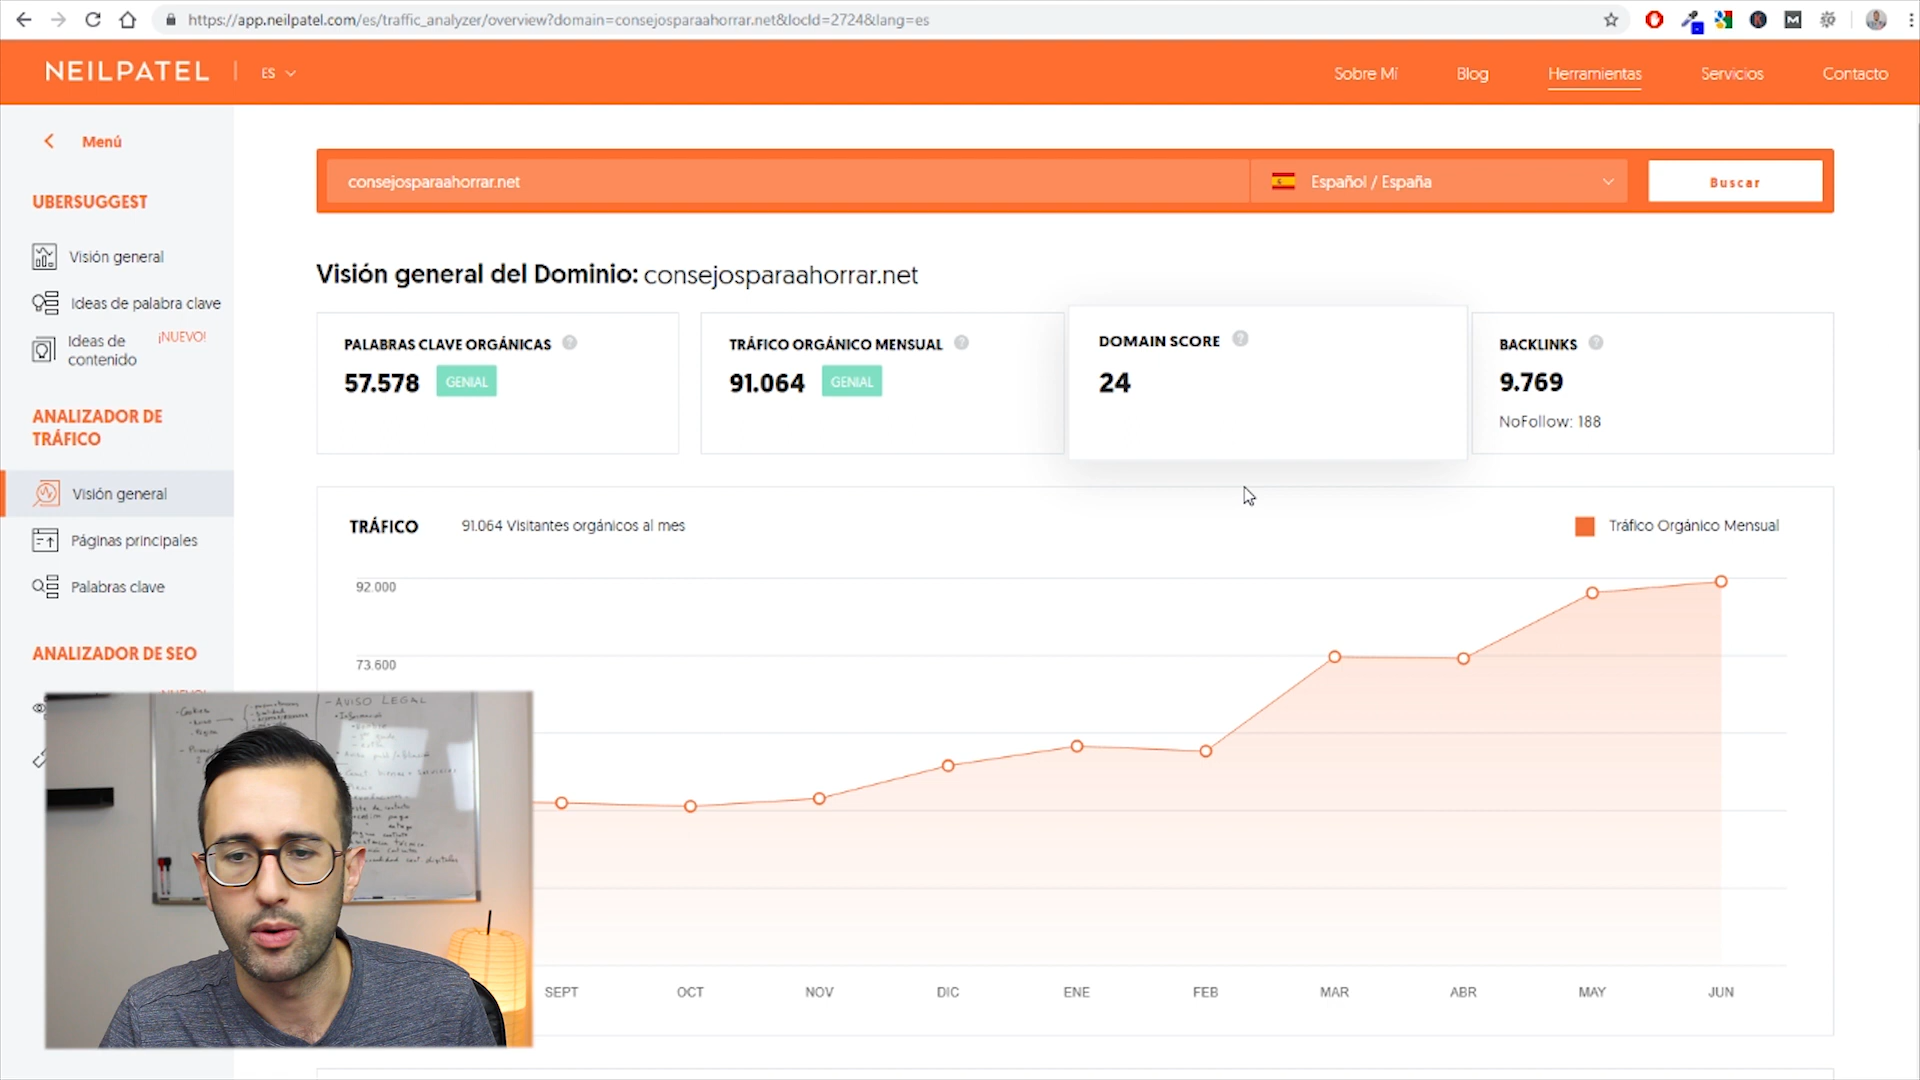 https://app.neilpatel.com/es/traffic_analyzer/overview?domain=consejosparaahorrar.net&locId=2724&lang=es
NEILPATEL
ES
Sobre Mí
Blog
Herramientas
Servicios
Contacto
Menú
UBERSUGGEST
Visión general
Ideas de palabra clave
Ideas de
contenido
¡NUEVO!
ANALIZADOR DE
TRÁFICO
Visión general
Páginas principales
Palabras clave
ANALIZADOR DE SEO
consejosparaahorrar.net
Español / España
Buscar
Visión general del Dominio: consejosparaahorrar.net
PALABRAS CLAVE ORGÁNICAS ?
57.578 GENIAL
TRÁFICO ORGÁNICO MENSUAL ?
91.064 GENIAL
DOMAIN SCORE ?
24
BACKLINKS ?
9.769
NoFollow: 188
TRÁFICO
91.064 Visitantes orgánicos al mes
Tráfico Orgánico Mensual
92.000
73.600
SEPT
OCT
NOV
DIC
ENE
FEB
MAR
ABR
MAY
JUN
- AVISO LEGAL